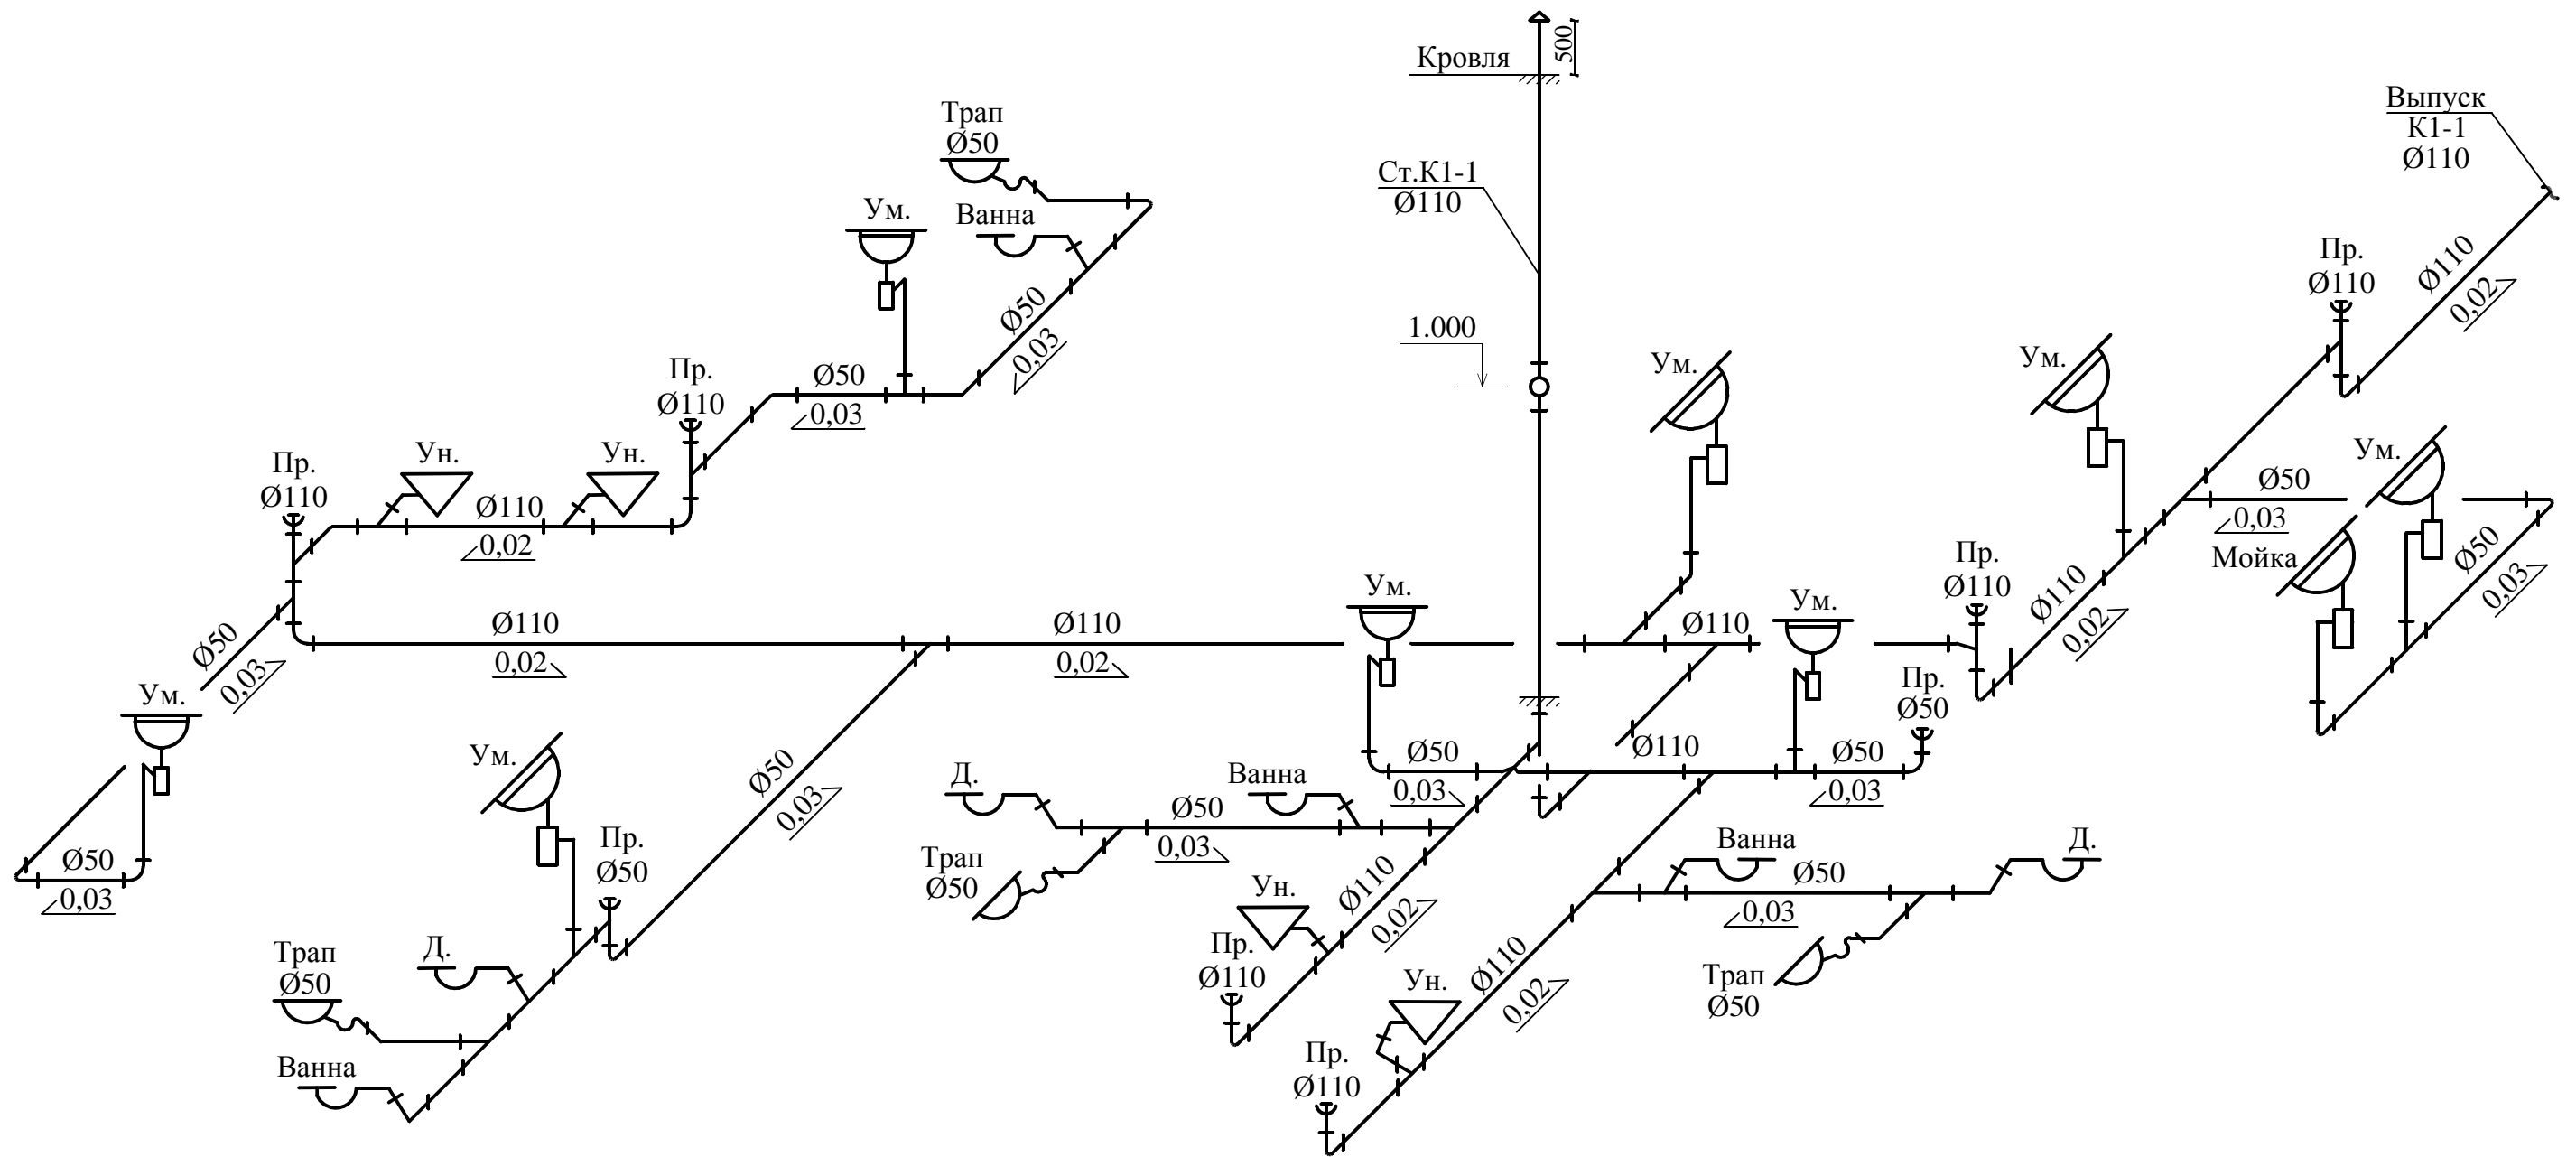 Кровля
500
Выпуск
К1-1
Ø110
Трап
Ø50
Ст.К1-1
Ø110
Ум.
Ванна
Ø50
0,03
Пр.
Ø110
Ø110
0,02
1.000
Ум.
Ум.
Пр.
Ø110
Ø50
0,03
Пр.
Ø110
Ун.
Ун.
Ø110
0,02
Ум.
Ø50
0,03
Мойка
Ø50
0,03
Пр.
Ø110
Ø110
0,02
Ум.
Ум.
Ø110
0,02
Ø110
0,02
Ø110
Ø50
0,03
Ум.
Пр.
Ø50
Ø110
Ум.
Ø50
0,03
Ø50
0,03
Ø50
0,03
Д.
Ванна
Ø50
0,03
Трап
Ø50
Пр.
Ø50
Ø50
0,03
Ванна
Д.
Ø50
0,03
Ун.
Ø110
0,02
Пр.
Ø110
Трап
Ø50
Д.
Трап
Ø50
Ванна
Ун.
Ø110
0,02
Пр.
Ø110